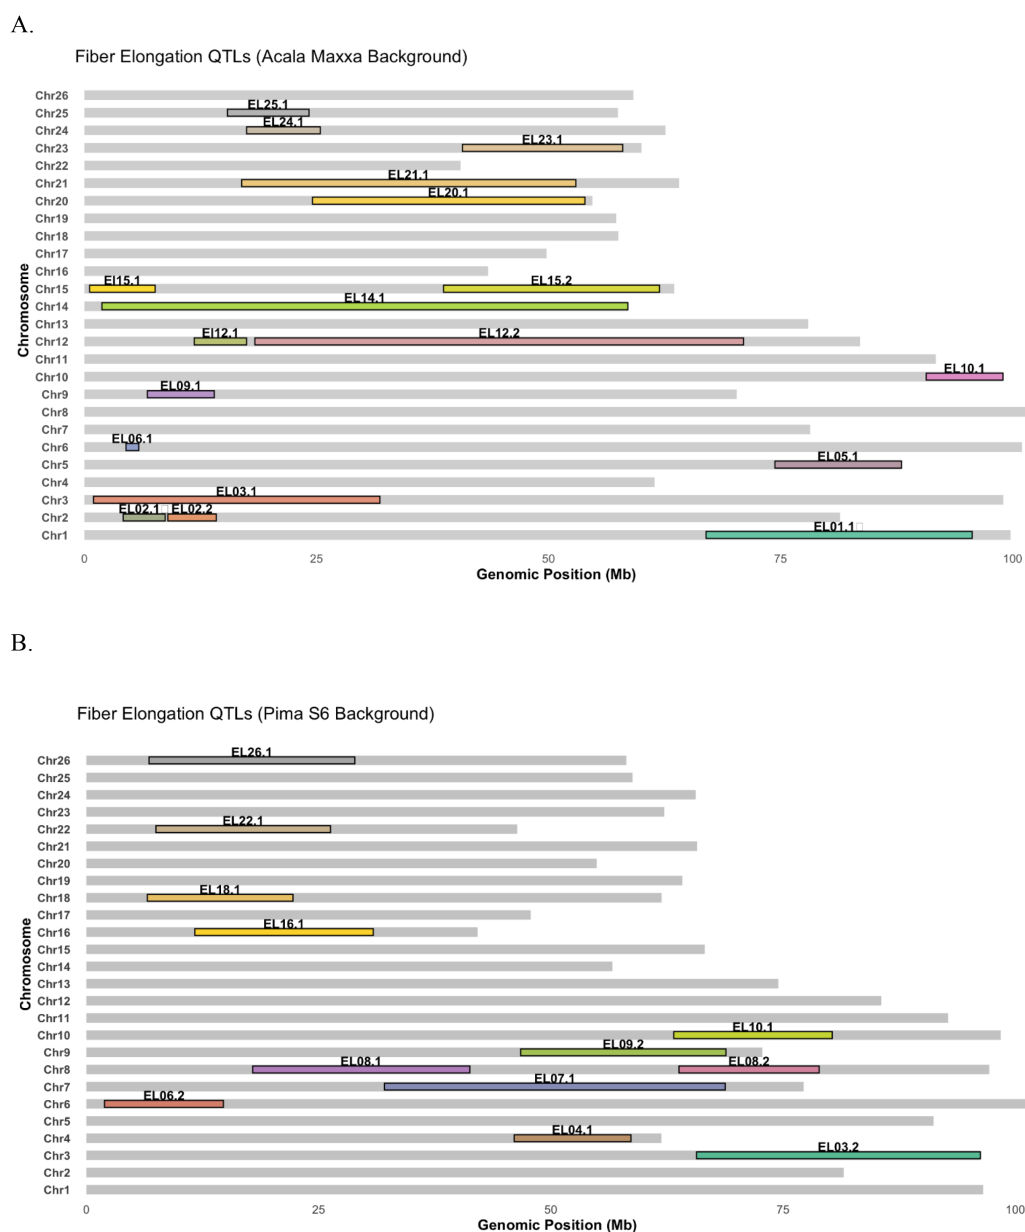 A.
Fiber Elongation QTLs (Acala Maxxa Background)
Chr26
EL25.1
Chr25
EL24.1
Chr24
EL23.1
Chr23
Chr22
EL21.1
Chr21
EL20.1
Chr20
Chr19
Chr18
Chr17
Chr16
El15.1 EL15.2
Chr15
EL14.1
Chr14
Chr13
El12.1 EL12.2
Chr12
Chr11
EL10.1
Chr10
EL09.1
Chr9
Chr8
Chr7
EL06.1
Chr6
EL05.1
Chr5
Chr4
EL03.1
Chr3
EL02.1 EL02.2
Chr2
EL01.1
Chr1
Chromosome
0 25 50 75 100
Genomic Position (Mb)
B.
Fiber Elongation QTLs (Pima S6 Background)
EL26.1
Chr26
Chr25
Chr24
Chr23
EL22.1
Chr22
Chr21
Chr20
Chr19
EL18.1
Chr18
Chr17
EL16.1
Chr16
Chr15
Chr14
Chr13
Chr12
Chr11
EL10.1
Chr10
EL09.2
Chr9
EL08.1 EL08.2
Chr8
EL07.1
Chr7
EL06.2
Chr6
Chr5
EL04.1
Chr4
EL03.2
Chr3
Chr2
Chr1
Chromosome
0 25 50 75 100
Genomic Position (Mb)